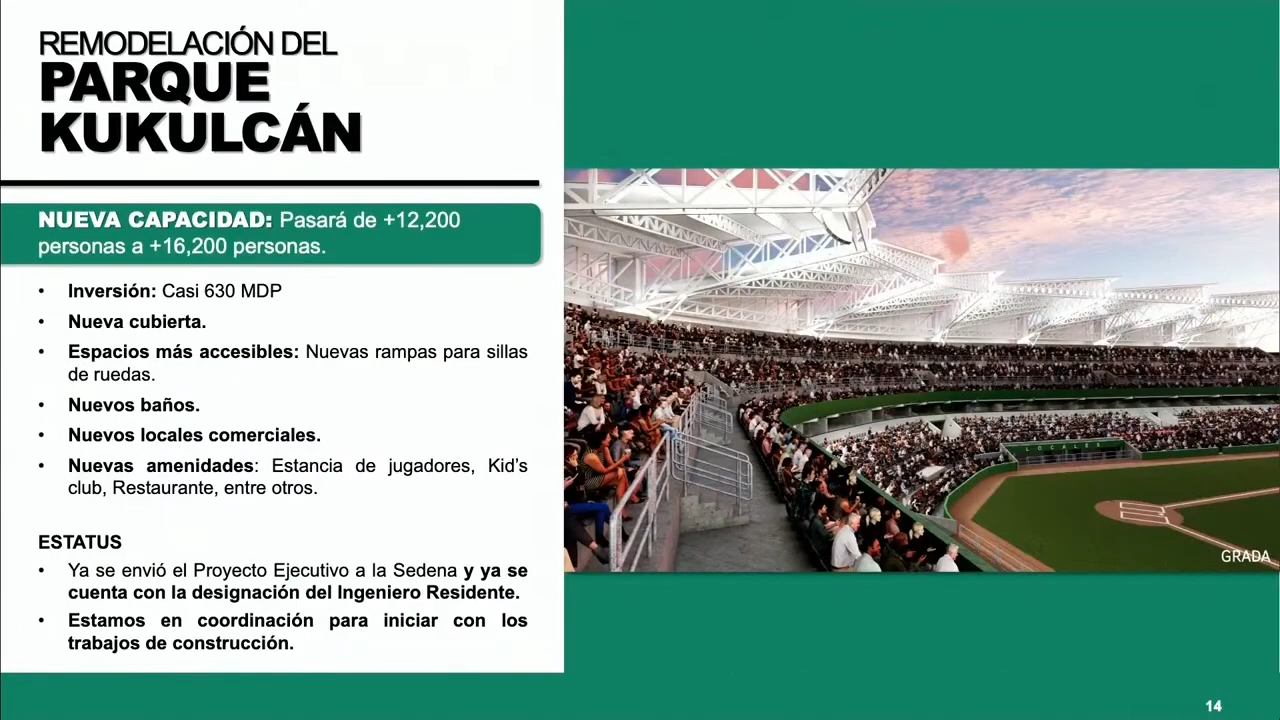 REMODELACIÓN DEL
PARQUE
KUKULCÁN
NUEVA CAPACIDAD: Pasará de +12,200
personas a +16,200 personas.
• Inversión: Casi 630 MDP
• Nueva cubierta.
• Espacios más accesibles: Nuevas rampas para sillas
de ruedas.
• Nuevos baños.
• Nuevos locales comerciales.
• Nuevas amenidades: Estancia de jugadores, Kid’s
club, Restaurante, entre otros.
ESTATUS
• Ya se envió el Proyecto Ejecutivo a la Sedena y ya se
cuenta con la designación del Ingeniero Residente.
• Estamos en coordinación para iniciar con los
trabajos de construcción.
LOCALES
GRADA
14